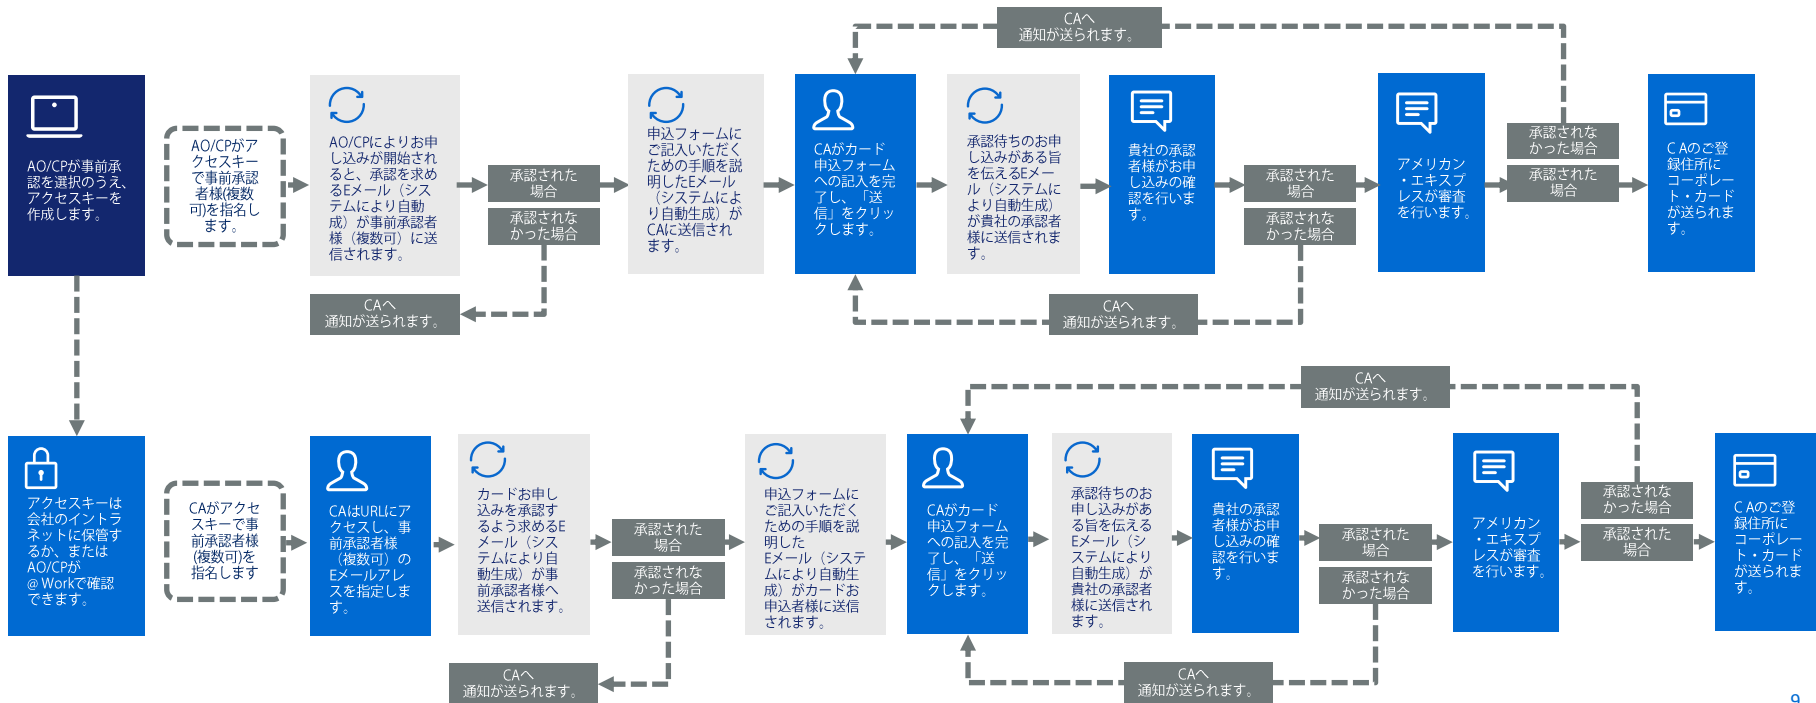 CAへ
通知が送られます。
AO/CPが事前承
認を選択のうえ、
アクセスキーを
作成します。
AO/CPがア
クセスキー
で事前承認
者様(複数
可)を指名し
ます。
AO/CPによりお申
し込みが開始され
ると、承認を求め
るEメール（シス
テムにより自動
成）が事前承認者
様（複数可）に送
信されます。
承認された
場合
承認されな
かった場合
CAへ
通知が送られます。
申込フォームに
ご記入いただく
ための手順を説
明したEメール
（システムによ
り自動生成）が
CAに送信され
ます。
CAがカード
申込フォーム
への記入を完
了し、「送
信」をクリッ
クします。
承認待ちのお申
し込みがある旨
を伝えるEメー
ル（システムに
より自動生成）
が貴社の承認者
様に送信されま
す。
貴社の承認
者様がお申
し込みの確
認を行いま
す。
承認された
場合
承認されな
かった場合
CAへ
通知が送られます。
アメリカン
・エキスプ
レスが審査
を行います。
承認されな
かった場合
承認された
場合
C Aのご登
録住所に
コーポレー
ト・カード
が送られま
す。
CAへ
通知が送られます。
アクセスキーは
会社のイントラ
ネットに保管す
るか、または
AO/CPが
@ Workで確認
できます。
CAがアクセ
スキーで事
前承認者様
(複数可)を
指名します
CAはURLにア
クセスし、事
前承認者様
（複数可）の
Eメールアレ
スを指定しま
す。
カードお申し
込みを承認す
るよう求めるE
メール（シス
テムにより自
動生成）が事
前承認者様へ
送信されます。
承認された
場合
承認されな
かった場合
CAへ
通知が送られます。
申込フォームに
ご記入いただく
ための手順を説
明した
Eメール（システ
ムにより自動生
成）がカードお
申込者様に送信
されます。
CAがカード
申込フォーム
への記入を完
了し、「送
信」をクリッ
クします。
承認待ちのお
申し込みがあ
る旨を伝える
Eメール（シ
ステムにより
自動生成）が
貴社の承認者
様に送信され
ます。
貴社の承認
者様がお申
し込みの確
認を行いま
す。
承認された
場合
承認されな
かった場合
CAへ
通知が送られます。
アメリカン
・エキスプ
レスが審査
を行います。
承認されな
かった場合
承認された
場合
C Aのご登
録住所に
コーポレー
ト・カード
が送られま
す。
9